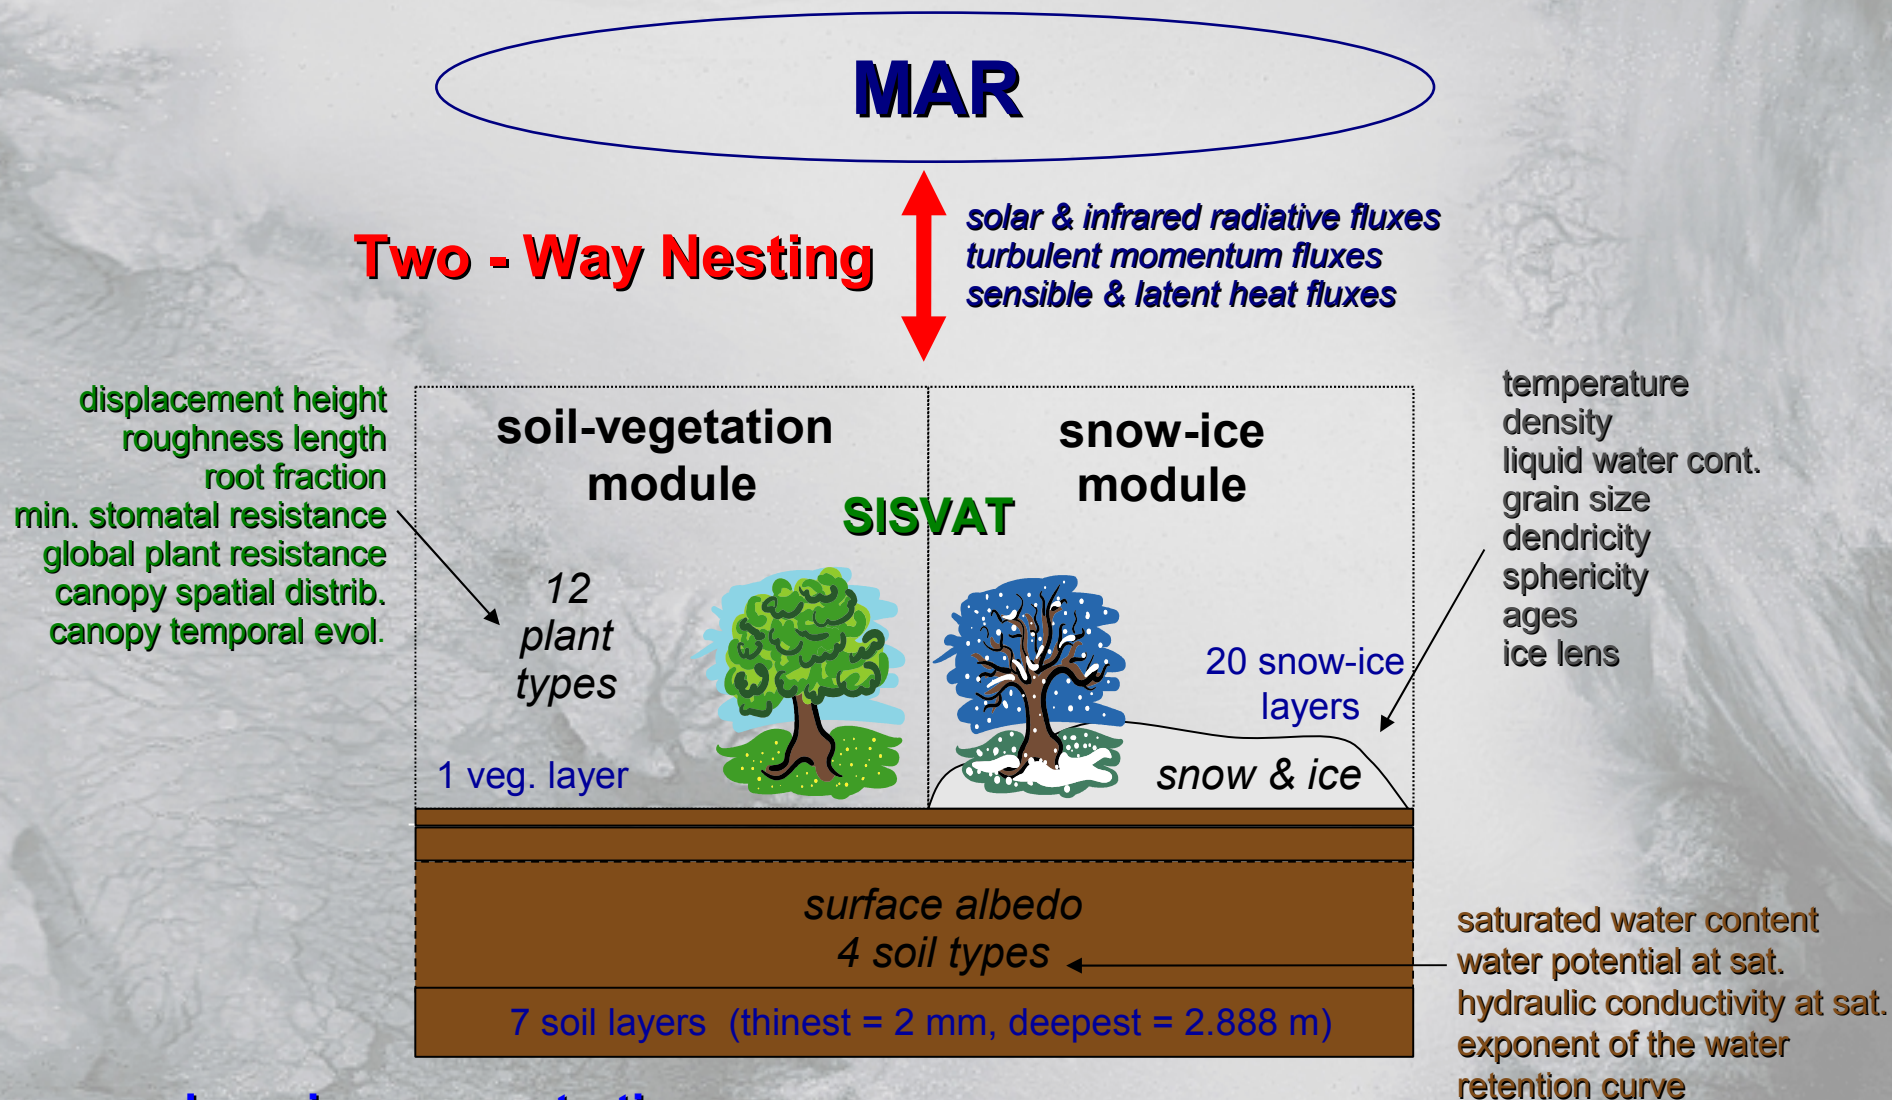 MAR
Two - Way Nesting
solar & infrared radiative fluxes
turbulent momentum fluxes
sensible & latent heat fluxes
displacement height
roughness length
root fraction
min. stomatal resistance
global plant resistance
canopy spatial distrib.
canopy temporal evol.
soil-vegetation
module
snow-ice
module
SISVAT
12
plant
types
1 veg. layer
20 snow-ice
layers
snow & ice
temperature
density
liquid water cont.
grain size
dendricity
sphericity
ages
ice lens
surface albedo
4 soil types
7 soil layers (thinest = 2 mm, deepest = 2.888 m)
saturated water content
water potential at sat.
hydraulic conductivity at sat.
exponent of the water
retention curve